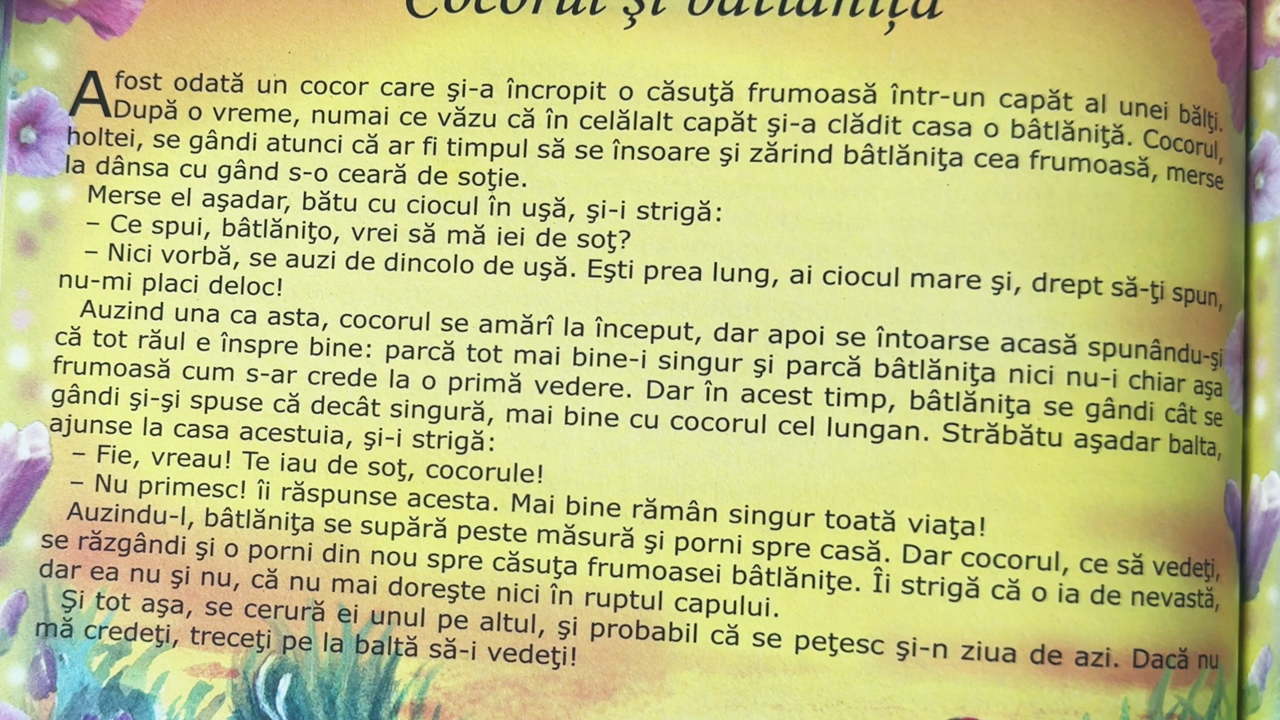 Cocorul şi bâtlăniţa
A fost odată un cocor care şi-a încropit o căsuţă frumoasă într-un capăt al unei bălţi.
După o vreme, numai ce văzu că în celălalt capăt şi-a clădit casa o bâtlăniţă. Cocorul,
holtei, se gândi atunci că ar fi timpul să se însoare şi zărind bâtlăniţa cea frumoasă, merse
la dânsa cu gând s-o ceară de soţie.
Merse el aşadar, bătu cu ciocul în uşă, şi-i strigă:
– Ce spui, bâtlăniţo, vrei să mă iei de soţ?
– Nici vorbă, se auzi de dincolo de uşă. Eşti prea lung, ai ciocul mare şi, drept să-ţi spun,
nu-mi placi deloc!
Auzind una ca asta, cocorul se amărî la început, dar apoi se întoarse acasă spunându-şi
că tot răul e înspre bine: parcă tot mai bine-i singur şi parcă bâtlăniţa nici nu-i chiar aşa
frumoasă cum s-ar crede la o primă vedere. Dar în acest timp, bâtlăniţa se gândi cât se
gândi şi-şi spuse că decât singură, mai bine cu cocorul cel lungan. Străbătu aşadar balta,
ajunse la casa acestuia, şi-i strigă:
– Fie, vreau! Te iau de soţ, cocorule!
– Nu primesc! îi răspunse acesta. Mai bine rămân singur toată viaţa!
Auzindu-l, bâtlăniţa se supără peste măsură şi porni spre casă. Dar cocorul, ce să vedeţi,
se răzgândi şi o porni din nou spre căsuţa frumoasei bâtlăniţe. Îi strigă că o ia de nevastă,
dar ea nu şi nu, că nu mai doreşte nici în ruptul capului.
Şi tot aşa, se cerură ei unul pe altul, şi probabil că se peţesc şi-n ziua de azi. Dacă nu
mă credeţi, treceţi pe la baltă să-i vedeţi!